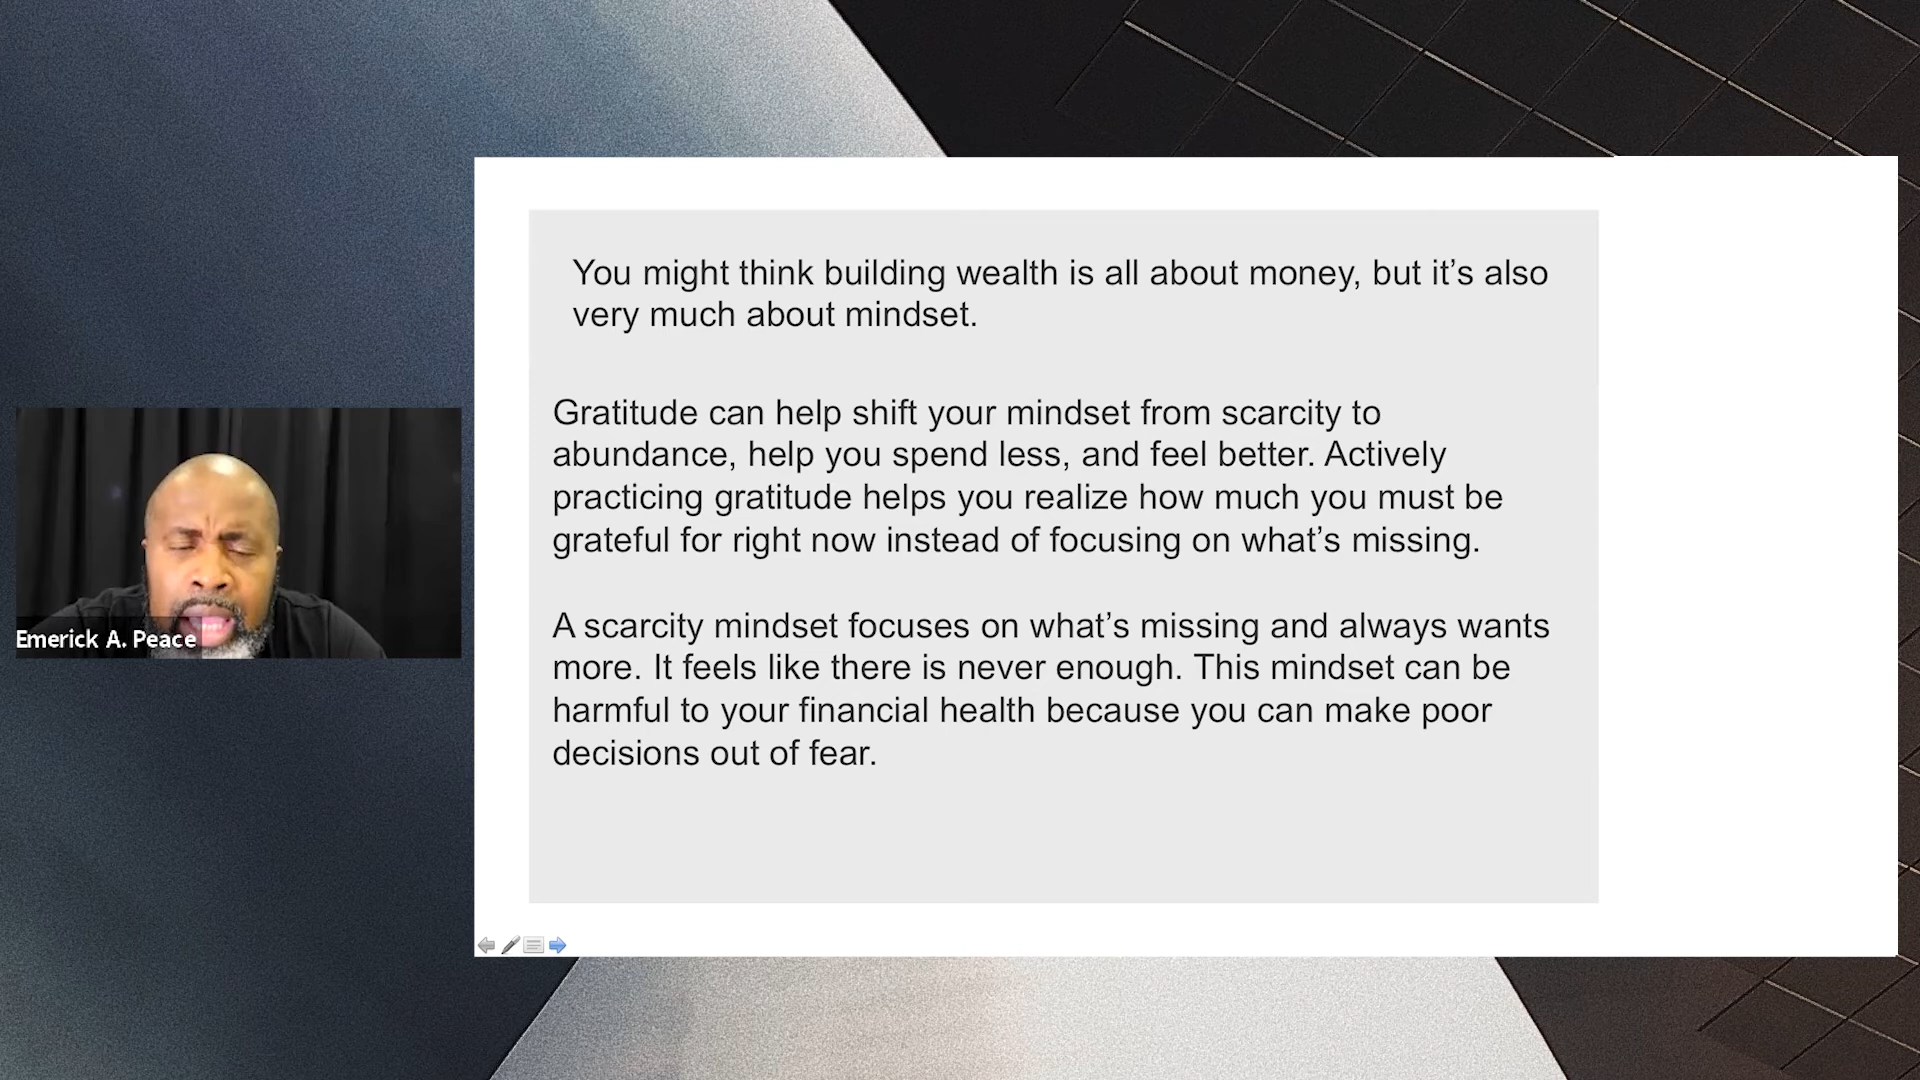 You might think building wealth is all about money, but it’s also
very much about mindset.
Gratitude can help shift your mindset from scarcity to
abundance, help you spend less, and feel better. Actively
practicing gratitude helps you realize how much you must be
grateful for right now instead of focusing on what’s missing.
A scarcity mindset focuses on what’s missing and always wants
more. It feels like there is never enough. This mindset can be
harmful to your financial health because you can make poor
decisions out of fear.
Emerick A. Peace